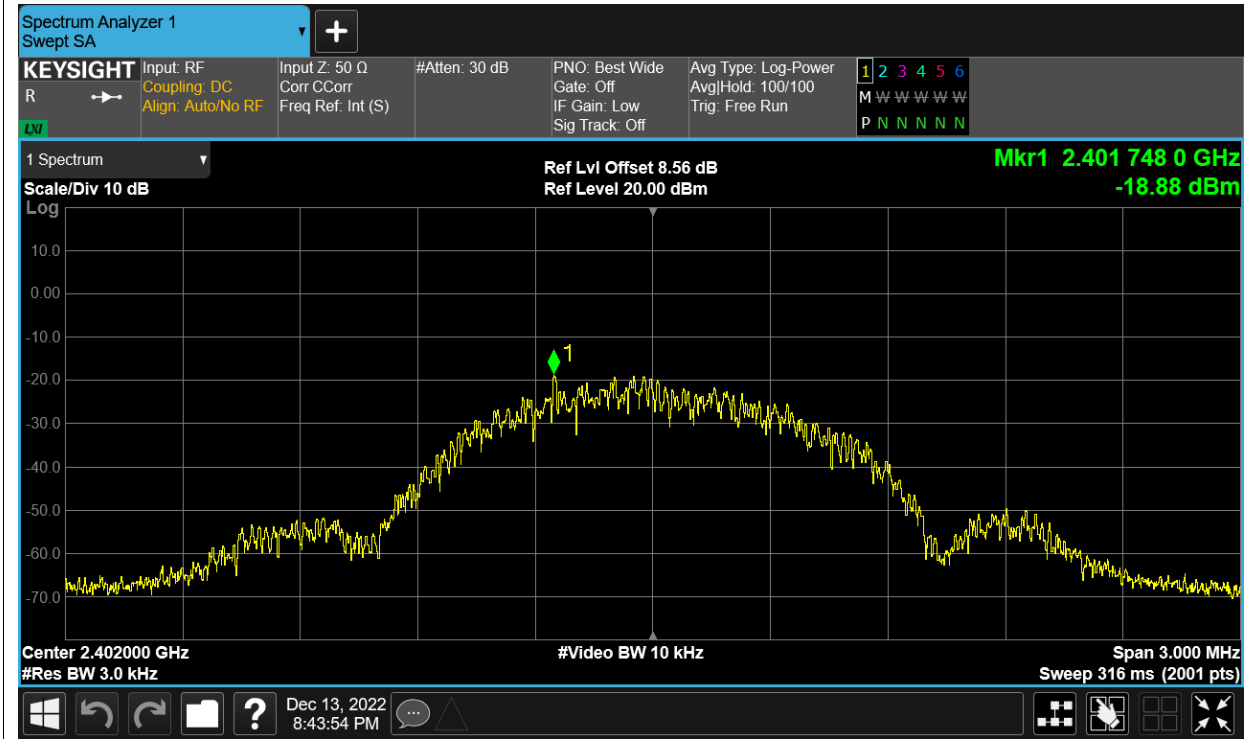 Spectrum Analyzer 1
Swept SA
KEYSIGHT
R
LXI
Input: RF
Coupling: DC
Align: Auto/No RF
Input Z: 50 Ω
Corr CCorr
Freq Ref: Int (S)
#Atten: 30 dB
PNO: Best Wide
Gate: Off
IF Gain: Low
Sig Track: Off
Avg Type: Log-Power
Avg|Hold: 100/100
Trig: Free Run
1 2 3 4 5 6
M W W W W W
P N N N N N
1 Spectrum
Scale/Div 10 dB
Log
Ref Lvl Offset 8.56 dB
Ref Level 20.00 dBm
Mkr1 2.401 748 0 GHz
-18.88 dBm
10.0
0.00
-10.0
-20.0
-30.0
-40.0
-50.0
-60.0
-70.0
1
Center 2.402000 GHz
#Res BW 3.0 kHz
#Video BW 10 kHz
Span 3.000 MHz
Sweep 316 ms (2001 pts)
?
Dec 13, 2022
8:43:54 PM